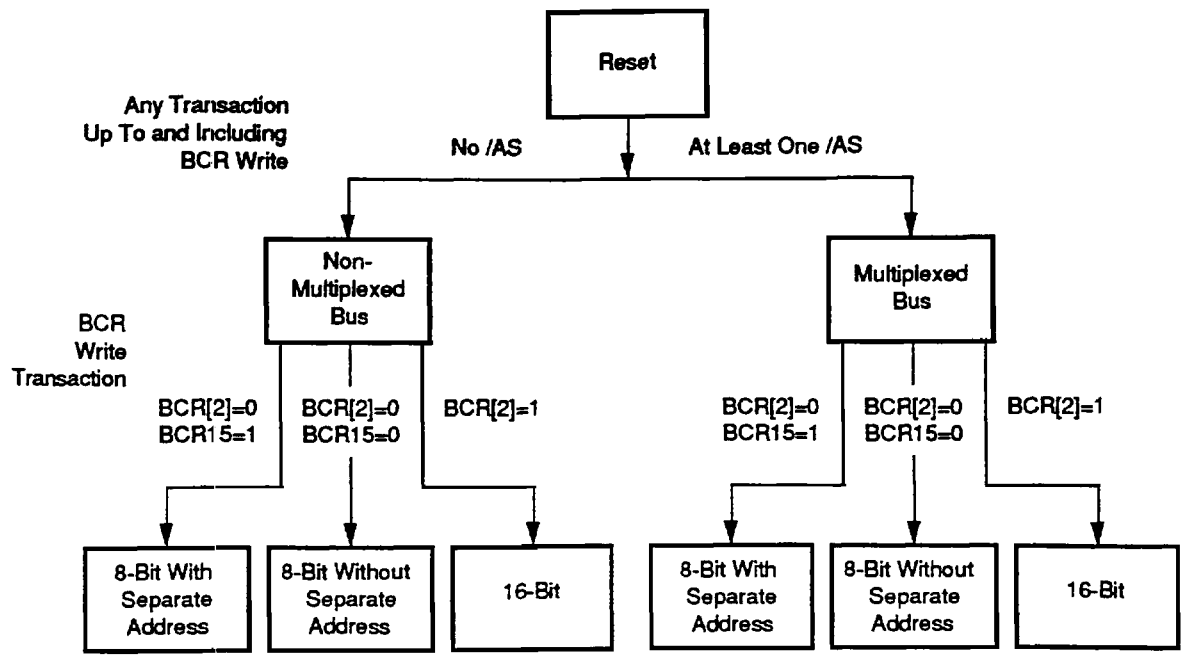 Reset
Any Transaction
Up To and Including
BCR Write
No /AS
At Least One /AS
Non-
Multiplexed
Bus
Multiplexed
Bus
BCR
Write
Transaction
BCR[2]=0
BCR15=1
BCR[2]=0
BCR15=0
BCR[2]=1
BCR[2]=0
BCR15=1
BCR[2]=0
BCR15=0
BCR[2]=1
8-Bit With
Separate
Address
8-Bit Without
Separate
Address
16-Bit
8-Bit With
Separate
Address
8-Bit Without
Separate
Address
16-Bit